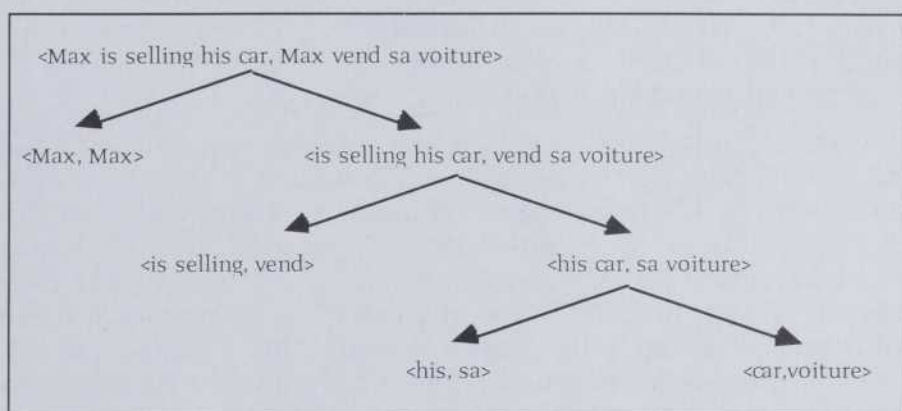 <Max is selling his car, Max vend sa voiture>
<Max, Max> <is selling his car, vend sa voiture>
<is selling, vend> <his car, sa voiture>
<his, sa> <car,voiture>